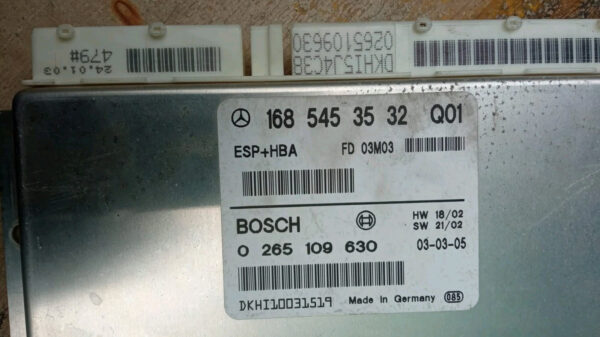 479#
24.01.03
DKHI5J4C38
0265109630
168 545 35 32 Q01
ESP+HBA FD 03M03
BOSCH HW 18/02
SW 21/02
0 265 109 630 03-03-05
DKHI10031519 Made in Germany 085